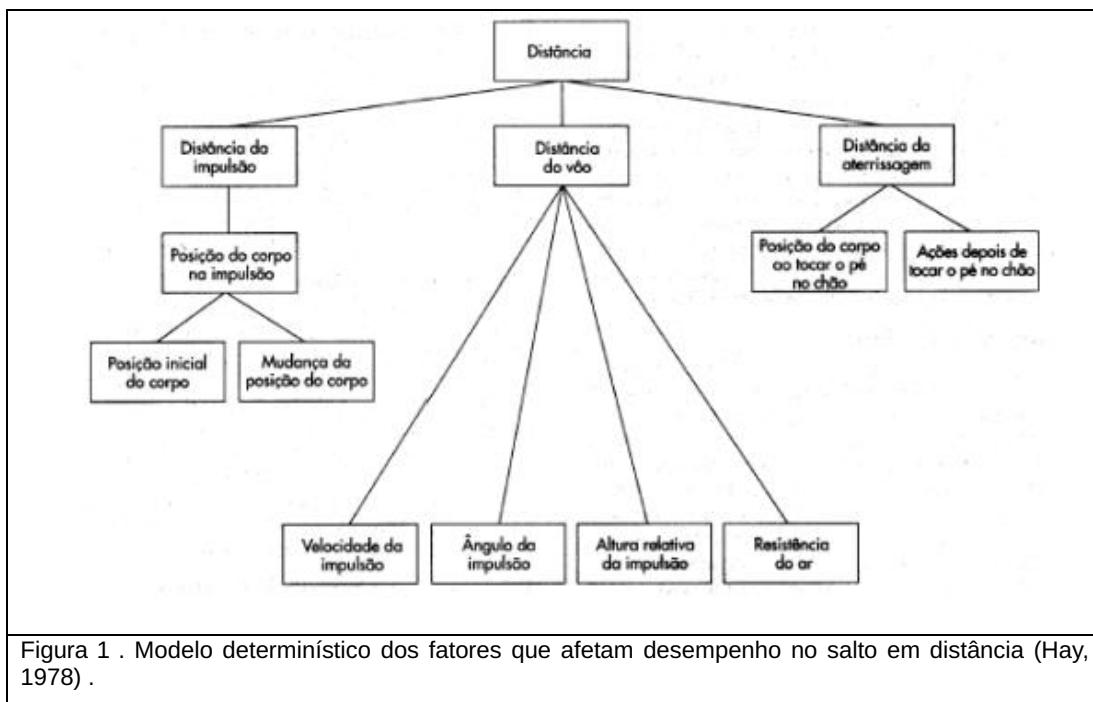 Distância
Distância da
impulsão
Distância
do vôo
Distância da
aterrissagem
Posição do corpo
na impulsão
Posição do corpo
ao tocar o pé
no chão
Ações depois de
tocar o pé no chão
Posição inicial
do corpo
Mudança da
posição do corpo
Velocidade da
impulsão
Ângulo da
impulsão
Altura relativa
da impulsão
Resistência
do ar
Figura 1 . Modelo determinístico dos fatores que afetam desempenho no salto em distância (Hay,
1978) .